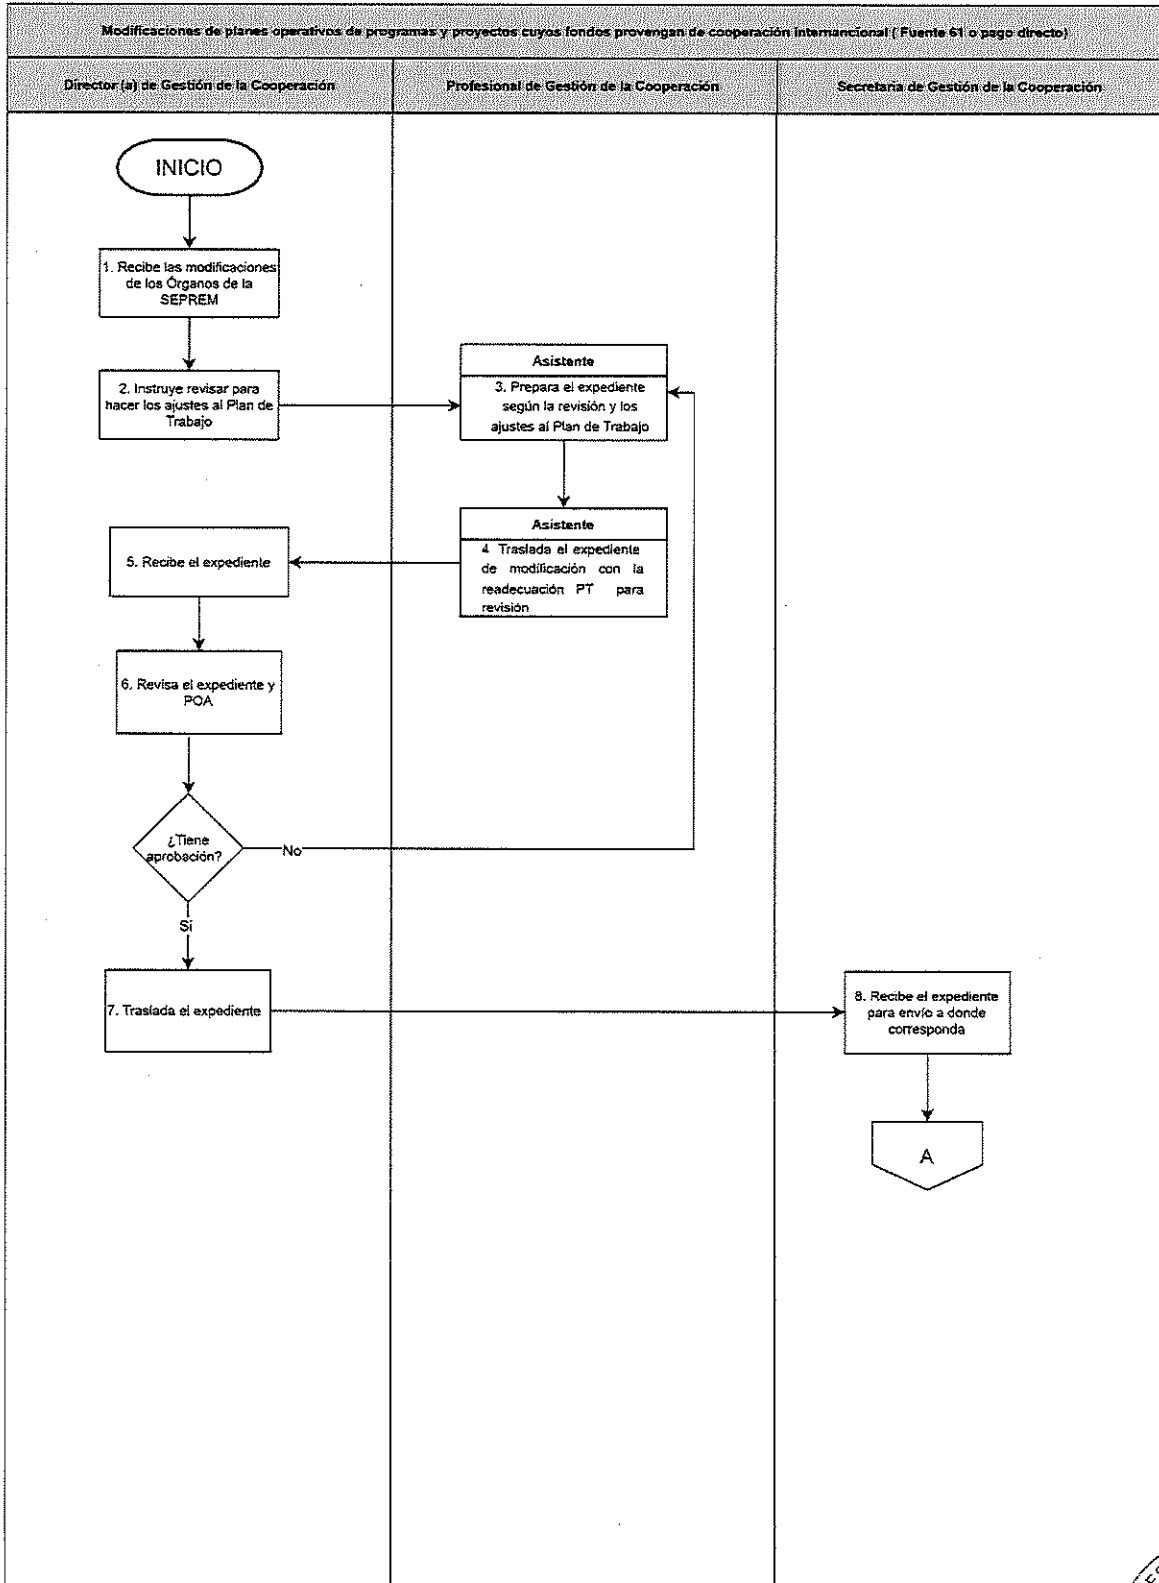 Modificaciones de planes operativos de programas y proyectos cuyos fondos provengan de cooperación internancional ( Fuente 61 o pago directo)
Director (a) de Gestión de la Cooperación
Profesional de Gestión de la Cooperación
Secretaria de Gestión de la Cooperación
INICIO
1. Recibe las modificaciones
de los Órganos de la
SEPREM
2. Instruye revisar para
hacer los ajustes al Plan de
Trabajo
Asistente
3. Prepara el expediente
según la revisión y los
ajustes al Plan de Trabajo
Asistente
4. Traslada el expediente
de modificación con la
readecuación PT para
revisión
5. Recibe el expediente
6. Revisa el expediente y
POA
¿Tiene
aprobación?
No
Sí
7. Traslada el expediente
8. Recibe el expediente
para envío a donde
corresponda
A